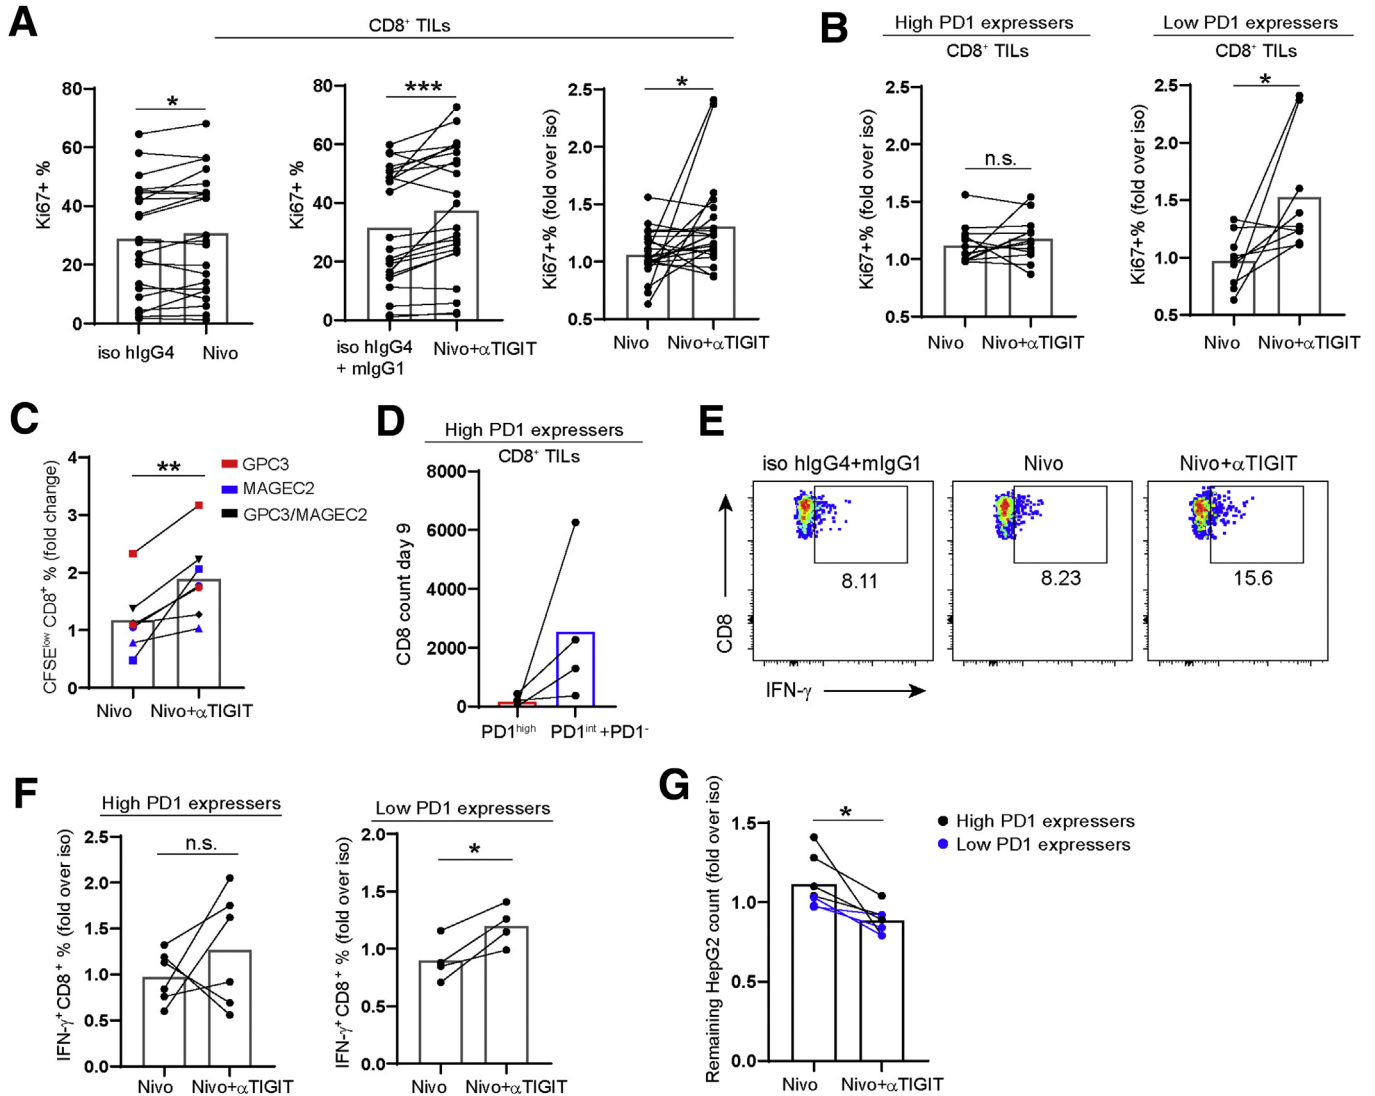 A
CD8⁺ TILs
Ki67+ %
80
60
40
20
0
*
iso hIgG4
Nivo
Ki67+ %
80
60
40
20
0
***
iso hIgG4
+ mIgG1
Nivo+αTIGIT
Ki67+% (fold over iso)
2.5
2.0
1.5
1.0
0.5
*
Nivo
Nivo+αTIGIT
B
High PD1 expressers
CD8⁺ TILs
Ki67+% (fold over iso)
2.5
2.0
1.5
1.0
0.5
n.s.
Nivo
Nivo+αTIGIT
Low PD1 expressers
CD8⁺ TILs
Ki67+% (fold over iso)
2.5
2.0
1.5
1.0
0.5
*
Nivo
Nivo+αTIGIT
C
CFSEˡᵒʷ CD8⁺ % (fold change)
4
3
2
1
0
**
GPC3
MAGEC2
GPC3/MAGEC2
Nivo
Nivo+αTIGIT
D
High PD1 expressers
CD8⁺ TILs
CD8 count day 9
8000
6000
4000
2000
0
PD1ʰⁱᵍʰ
PD1ⁱⁿᵗ +PD1⁻
E
iso hIgG4+mIgG1
Nivo
Nivo+αTIGIT
8.11
8.23
15.6
CD8
IFN-γ
F
High PD1 expressers
IFN-γ⁺ CD8⁺ % (fold over iso)
2.5
2.0
1.5
1.0
0.5
0.0
n.s.
Nivo
Nivo+αTIGIT
Low PD1 expressers
IFN-γ⁺ CD8⁺ % (fold over iso)
2.0
1.5
1.0
0.5
0.0
*
Nivo
Nivo+αTIGIT
G
Remaining HepG2 count (fold over iso)
1.5
1.0
0.5
0.0
*
High PD1 expressers
Low PD1 expressers
Nivo
Nivo+αTIGIT